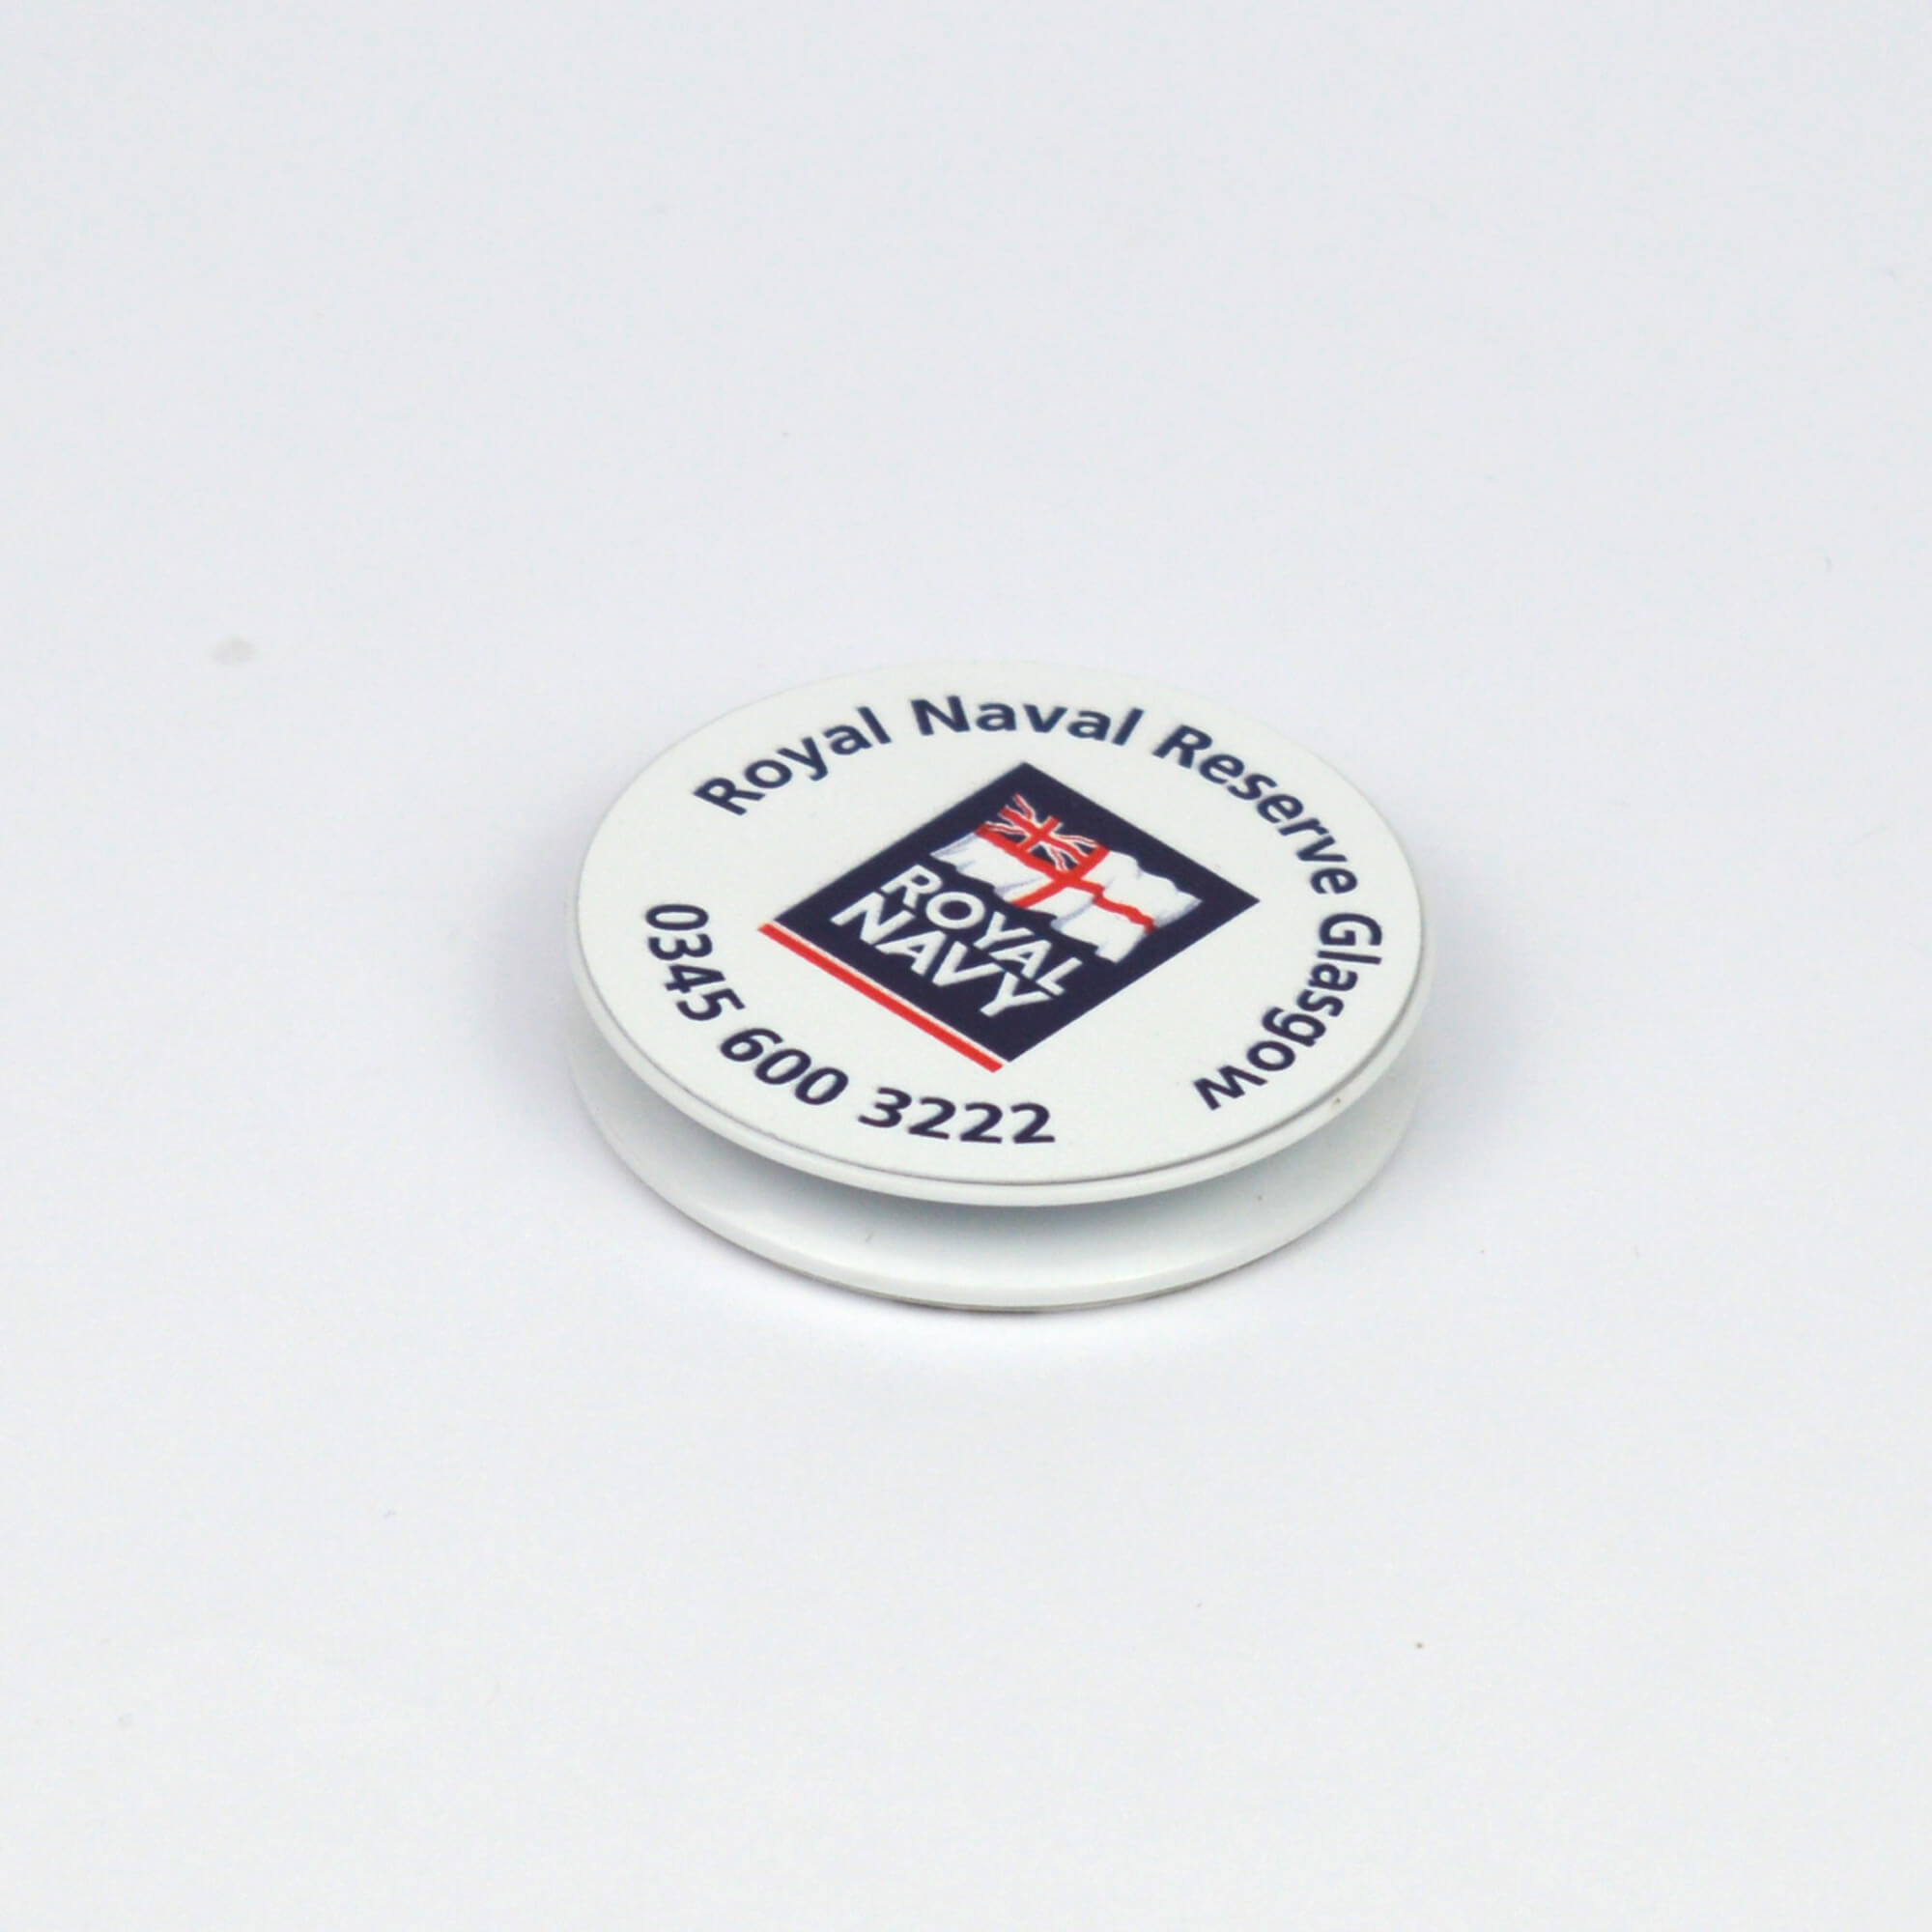 Royal Naval Reserve Glasgow
ROYAL
NAVY
0345 600 3222